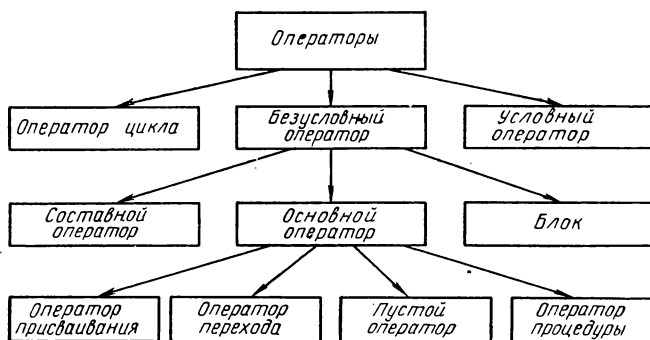 Операторы
Оператор цикла
Безусловный
оператор
Условный
оператор
Составной
оператор
Основной
оператор
Блок
Оператор
присваивания
Оператор
перехода
Пустой
оператор
Оператор
процедуры